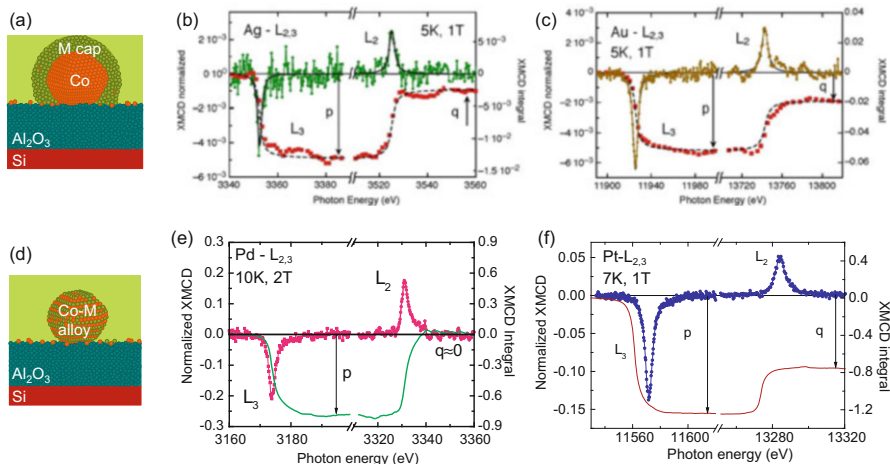 (a)
M cap
Co
Al₂O₃
Si
(b)
Ag - L₂,₃
L₂
5K, 1T
XMCD normalized
2 10⁻³
0 10⁰
-2 10⁻³
-4 10⁻³
-6 10⁻³
L₃
p
q
5 10⁻³
0
-5 10⁻³
-1 10⁻²
-1.5 10⁻²
XMCD integral
3340
3360
3380
3520
3540
3560
Photon Energy (eV)
(c)
Au - L₂,₃
5K, 1T
L₂
XMCD normalized
2 10⁻³
0 10⁰
-2 10⁻³
-4 10⁻³
-6 10⁻³
L₃
p
q
0.04
0.02
0
-0.02
-0.04
-0.06
XMCD integral
11900
11940
11980
13720
13760
13800
Photon Energy (eV)
(d)
Co-M
alloy
Al₂O₃
Si
(e)
Pd - L₂,₃
10K, 2T
L₂
Normalized XMCD
0.3
0.2
0.1
0.0
-0.1
-0.2
-0.3
L₃
p
q≈0
0.9
0.6
0.3
0.0
-0.3
-0.6
-0.9
XMCD Integral
3160
3180
3320
3340
3360
Photon energy (eV)
(f)
Pt-L₂,₃
7K, 1T
L₂
Normalized XMCD
0.05
0.00
-0.05
-0.10
-0.15
L₃
p
q
0.4
0.0
-0.4
-0.8
-1.2
XMCD integral
11560
11600
13280
13320
Photon energy (eV)